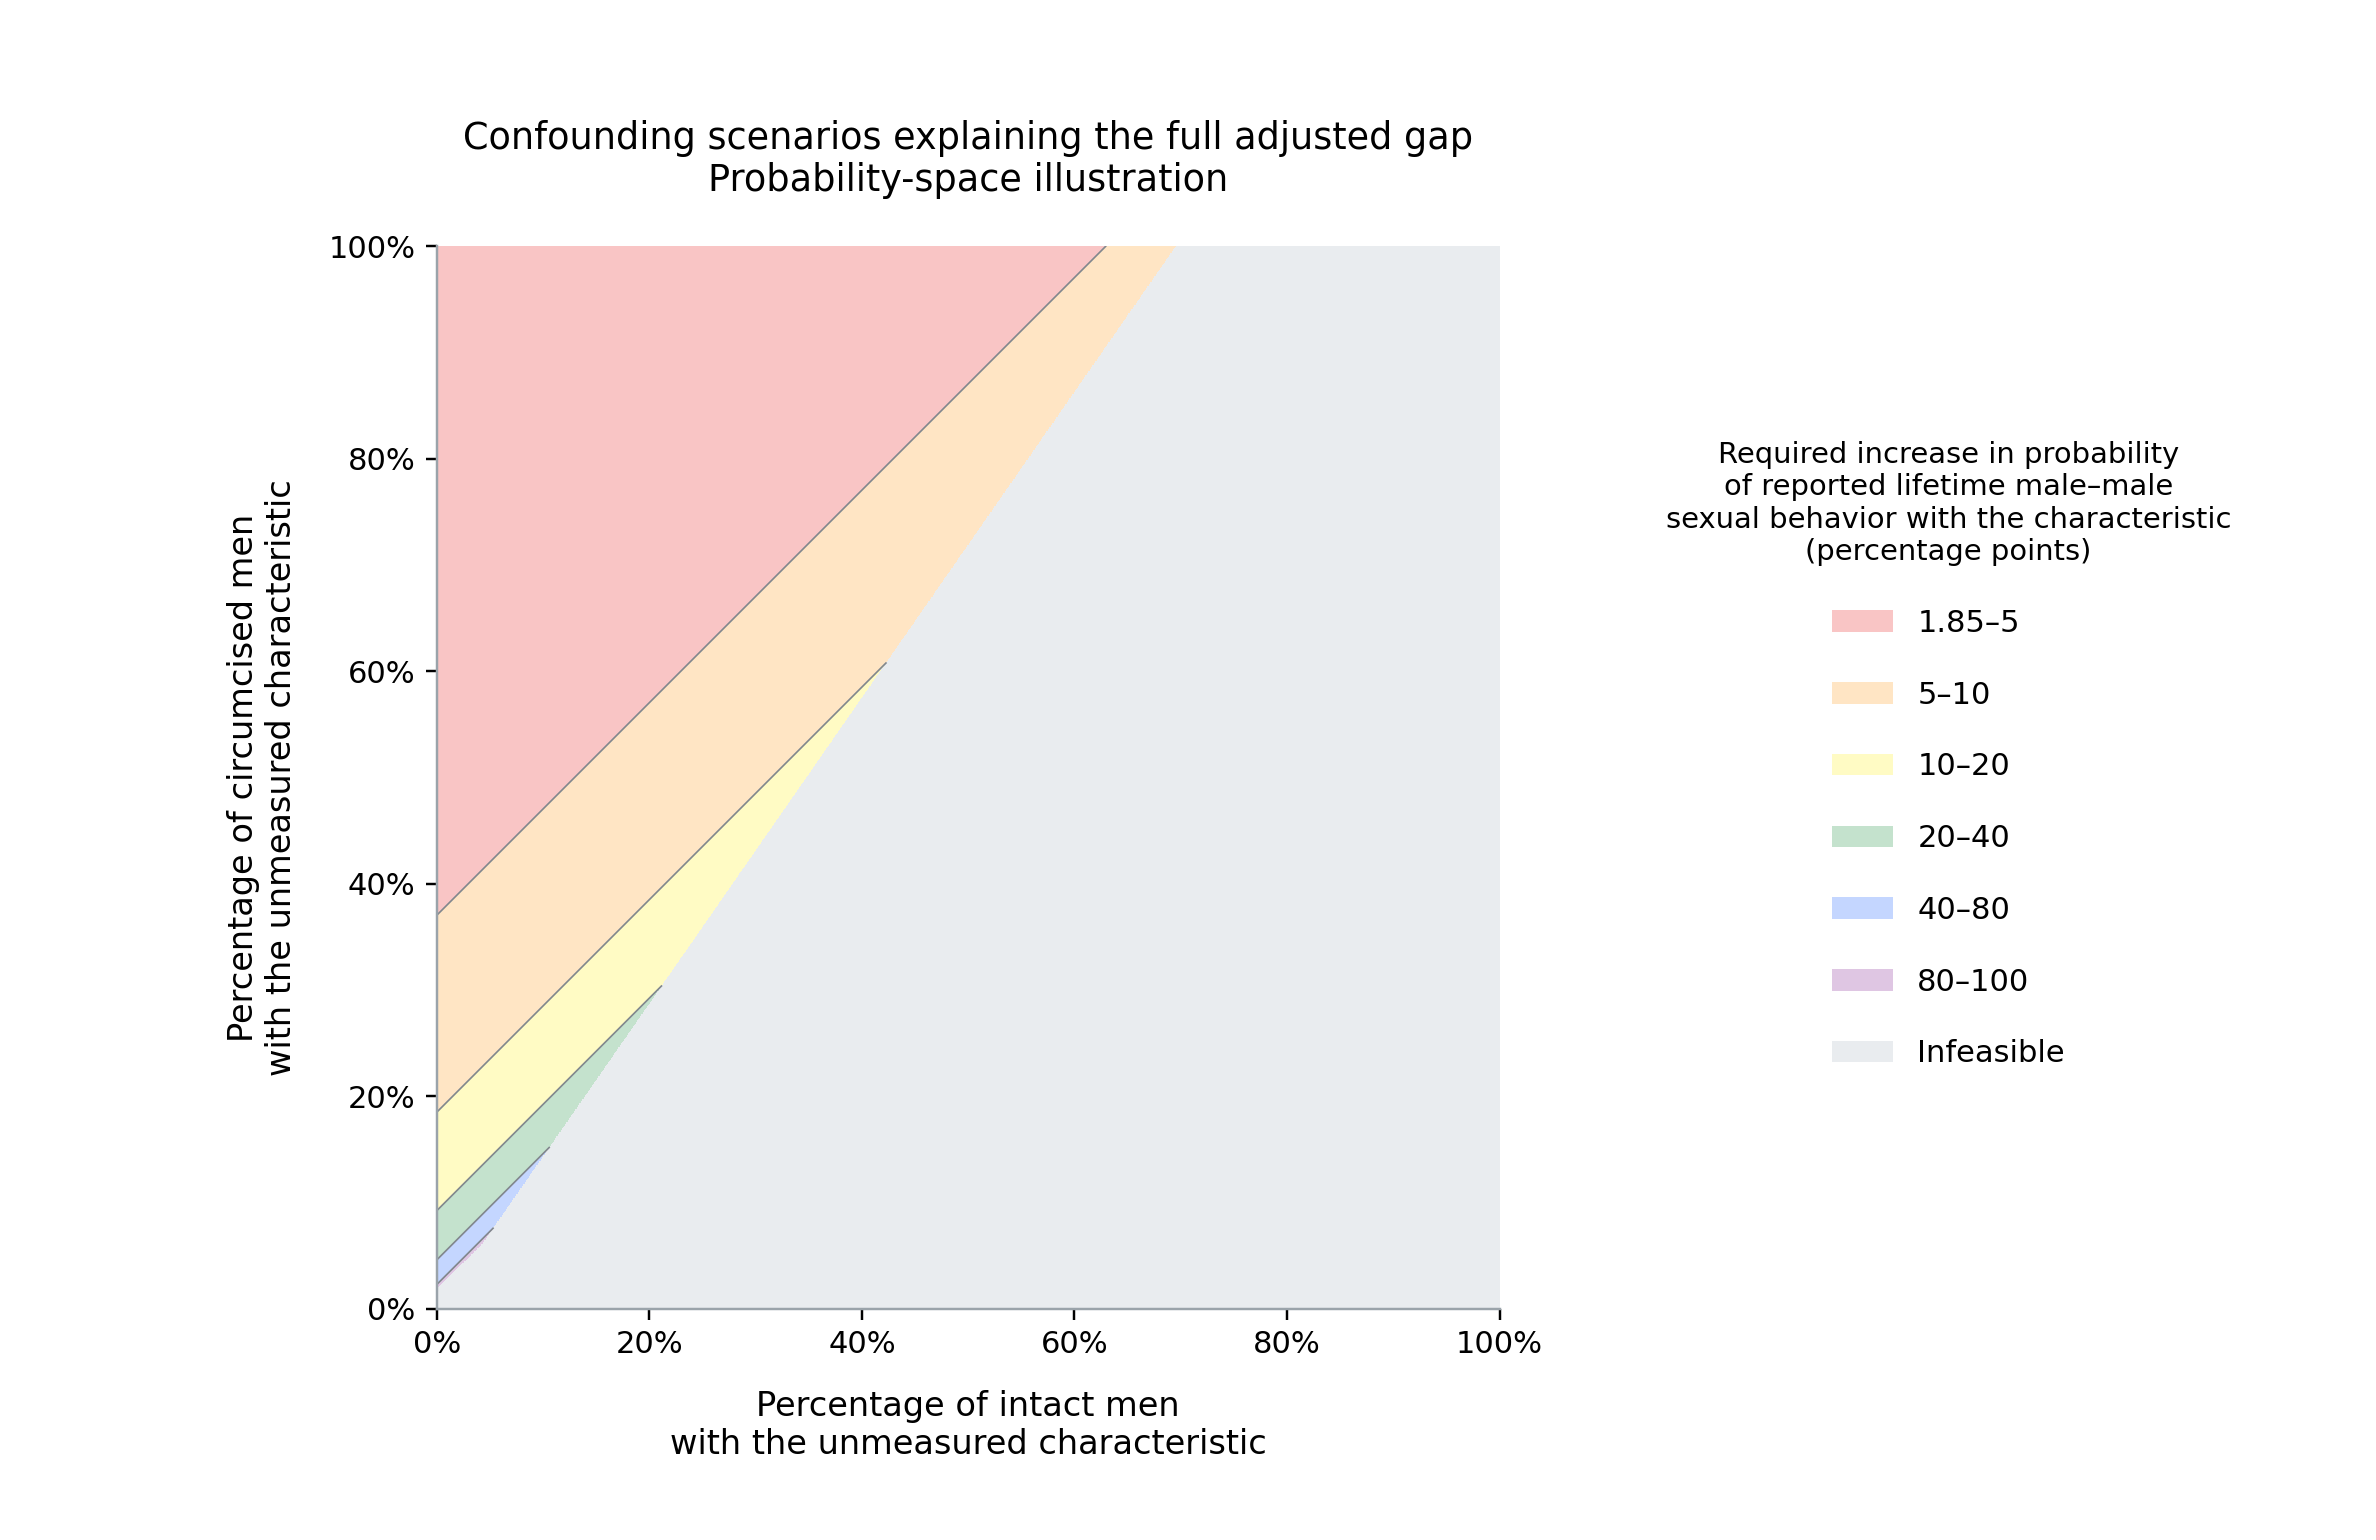 Confounding scenarios explaining the full adjusted gap
Probability-space illustration
100%
80%
60%
40%
20%
0%
Percentage of circumcised men
with the unmeasured characteristic
0%
20%
40%
60%
80%
100%
Percentage of intact men
with the unmeasured characteristic
Required increase in probability
of reported lifetime male–male
sexual behavior with the characteristic
(percentage points)
1.85–5
5–10
10–20
20–40
40–80
80–100
Infeasible